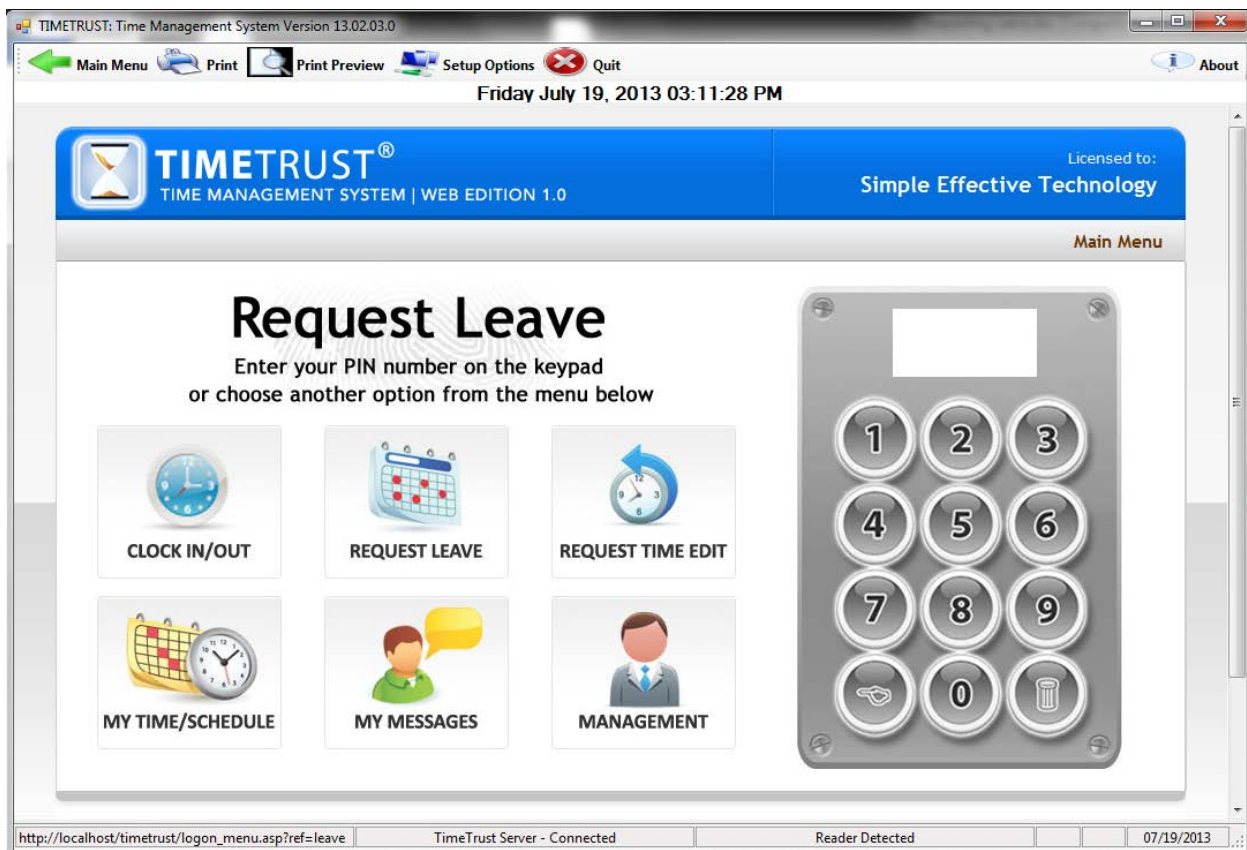 TIMETRUST: Time Management System Version 13.02.03.0
Main Menu Print Print Preview Setup Options Quit About
Friday July 19, 2013 03:11:28 PM
TIMETRUST®
TIME MANAGEMENT SYSTEM | WEB EDITION 1.0
Licensed to:
Simple Effective Technology
Main Menu
Request Leave
Enter your PIN number on the keypad
or choose another option from the menu below
CLOCK IN/OUT REQUEST LEAVE REQUEST TIME EDIT
MY TIME/SCHEDULE MY MESSAGES MANAGEMENT
1 2 3
4 5 6
7 8 9
0
http://localhost/timetrust/logon_menu.asp?ref=leave TimeTrust Server - Connected Reader Detected 07/19/2013